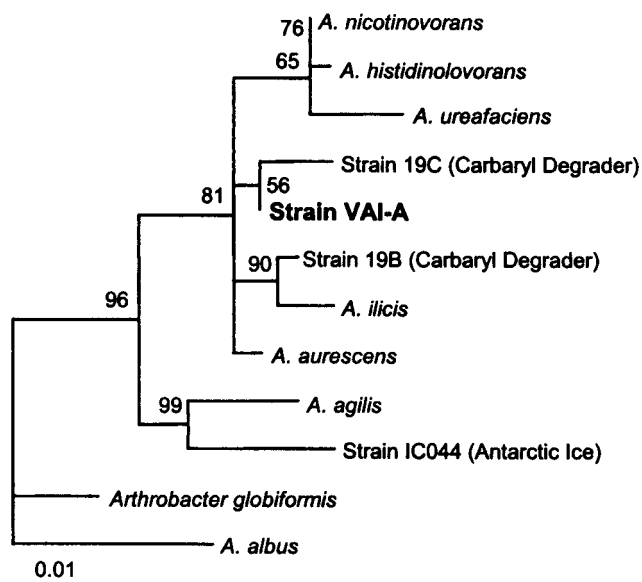 76
A. nicotinovorans
65
A. histidinolovorans
A. ureafaciens
Strain 19C (Carbaryl Degrader)
81
56
Strain VAI-A
90
Strain 19B (Carbaryl Degrader)
96
A. ilicis
A. aurescens
99
A. agilis
Strain IC044 (Antarctic Ice)
Arthrobacter globiformis
A. albus
0.01